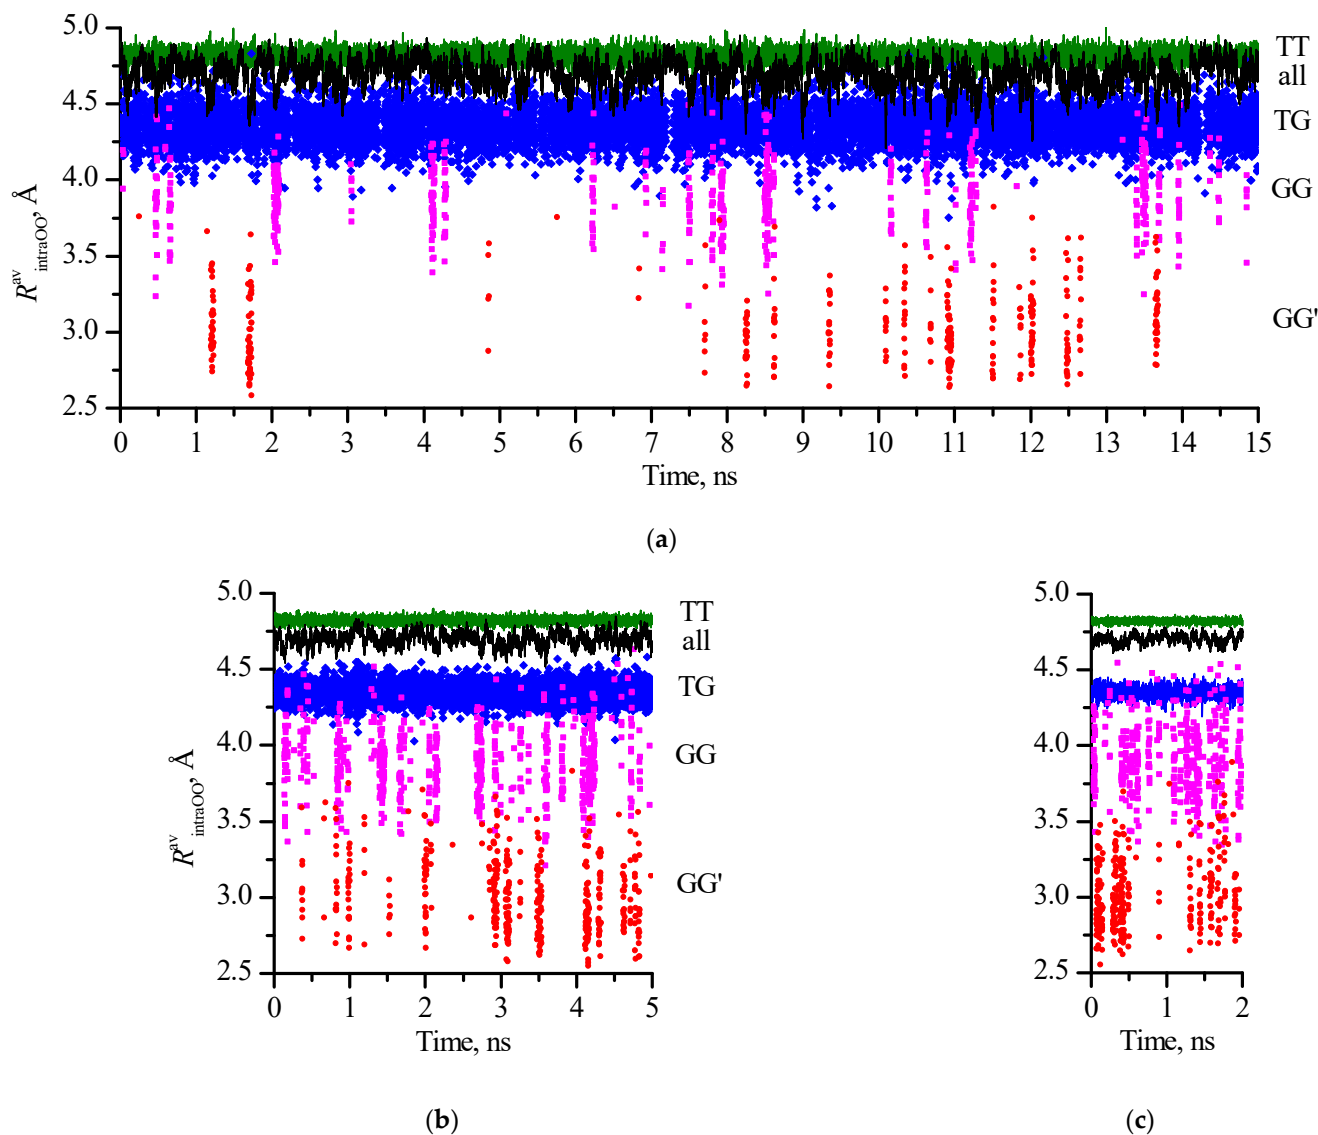 5.0
4.5
4.0
3.5
3.0
2.5
R^av_intraOO, Å
TT
all
TG
GG
GG'
0 1 2 3 4 5 6 7 8 9 10 11 12 13 14 15
Time, ns
(a)
5.0
4.5
4.0
3.5
3.0
2.5
R^av_intraOO, Å
TT
all
TG
GG
GG'
0 1 2 3 4 5
Time, ns
(b)
5.0
4.5
4.0
3.5
3.0
2.5
0 1 2
Time, ns
(c)